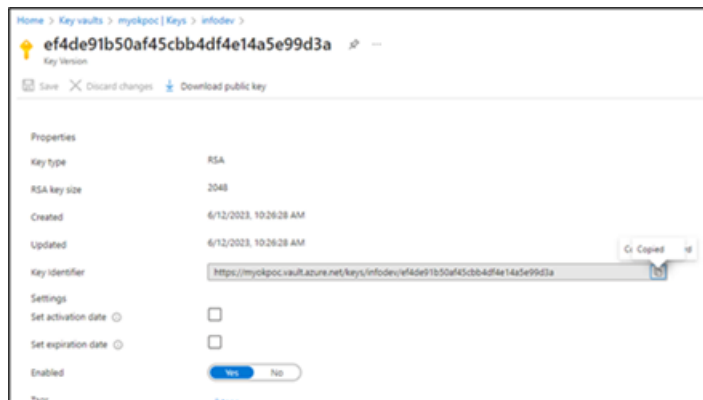 Home > Key vaults > myokpoc | Keys > infodev >
ef4de91b50af45cbb4df4e14a5e99d3a
Key Version
Save Discard changes Download public key
Properties
Key type RSA
RSA key size 2048
Created 6/12/2023, 10:26:28 AM
Updated 6/12/2023, 10:26:28 AM
Copied
Key Identifier https://myokpoc.vault.azure.net/keys/infodev/ef4de91b50af45cbb4df4e14a5e99d3a
Settings
Set activation date
Set expiration date
Enabled Yes No